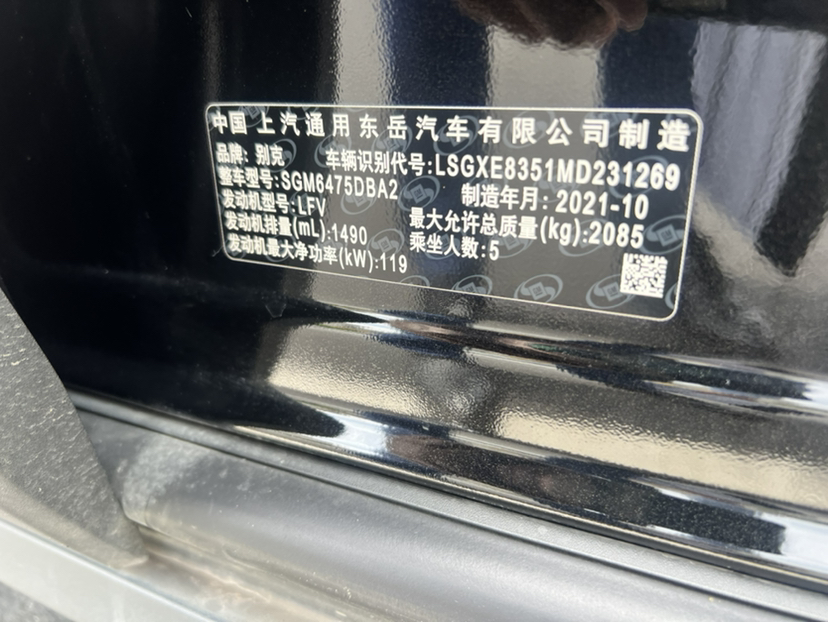 中国上汽通用东岳汽车有限公司制造
品牌: 别克 车辆识别代号:LSGXE8351MD231269
整车型号:SGM6475DBA2 制造年月: 2021-10
发动机型号:LFV 最大允许总质量(kg):2085
发动机排量(mL):1490 乘坐人数:5
发动机最大净功率(kW):119